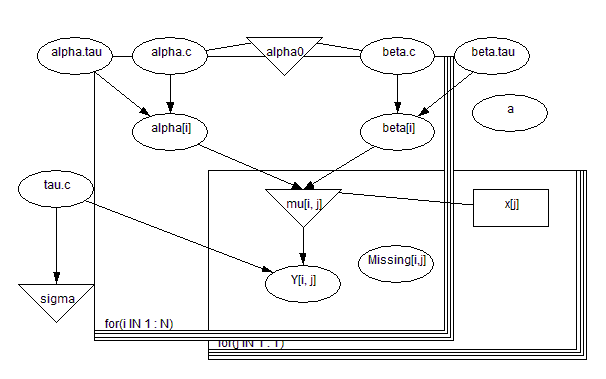 alpha.tau
alpha.c
alpha0
beta.c
beta.tau
a
alpha[i]
beta[i]
tau.c
mu[i, j]
x[j]
Missing[i,j]
Y[i, j]
sigma
for(i IN 1 : N)
for(j IN 1 : T)